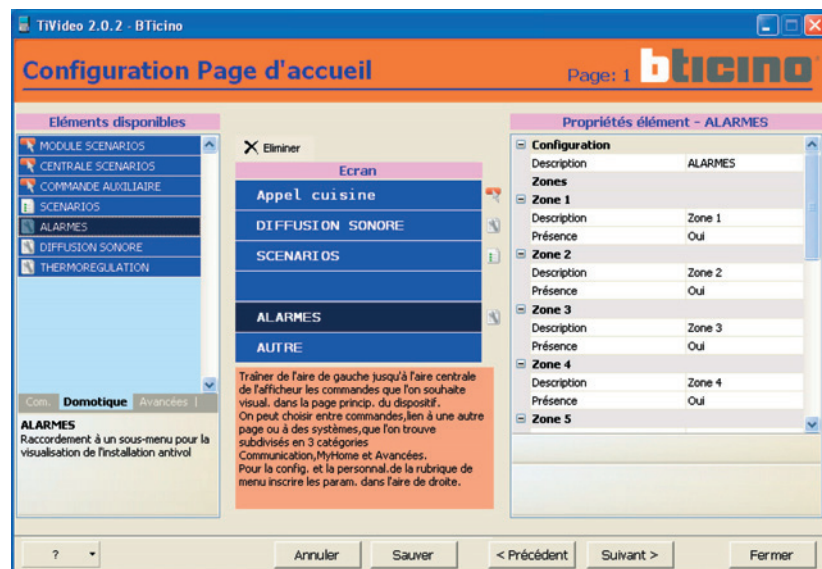 TiVideo 2.0.2 - BTicino
Configuration Page d'accueil
Page: 1
bticino
Eléments disponibles
MODULE SCENARIOS
CENTRALE SCENARIOS
COMMANDE AUXILIAIRE
SCENARIOS
ALARMES
DIFFUSION SONORE
THERMOREGULATION
Com.
Domotique
Avancées
ALARMES
Raccordement à un sous-menu pour la
visualisation de l'installation antivol
Eliminer
Ecran
Appel cuisine
DIFFUSION SONORE
SCENARIOS
ALARMES
AUTRE
Traîner de l'aire de gauche jusqu'à l'aire centrale
de l'afficheur les commandes que l'on souhaite
visual. dans la page princip. du dispositif.
On peut choisir entre commandes,lien à une autre
page ou à des systèmes,que l'on trouve
subdivisés en 3 catégories
Communication,MyHome et Avancées.
Pour la config. et la personnal.de la rubrique de
menu inscrire les param. dans l'aire de droite.
Propriétés élément - ALARMES
Configuration
Description ALARMES
Zones
Zone 1
Description Zone 1
Présence Oui
Zone 2
Description Zone 2
Présence Oui
Zone 3
Description Zone 3
Présence Oui
Zone 4
Description Zone 4
Présence Oui
Zone 5
?
Annuler
Sauver
< Précédent
Suivant >
Fermer